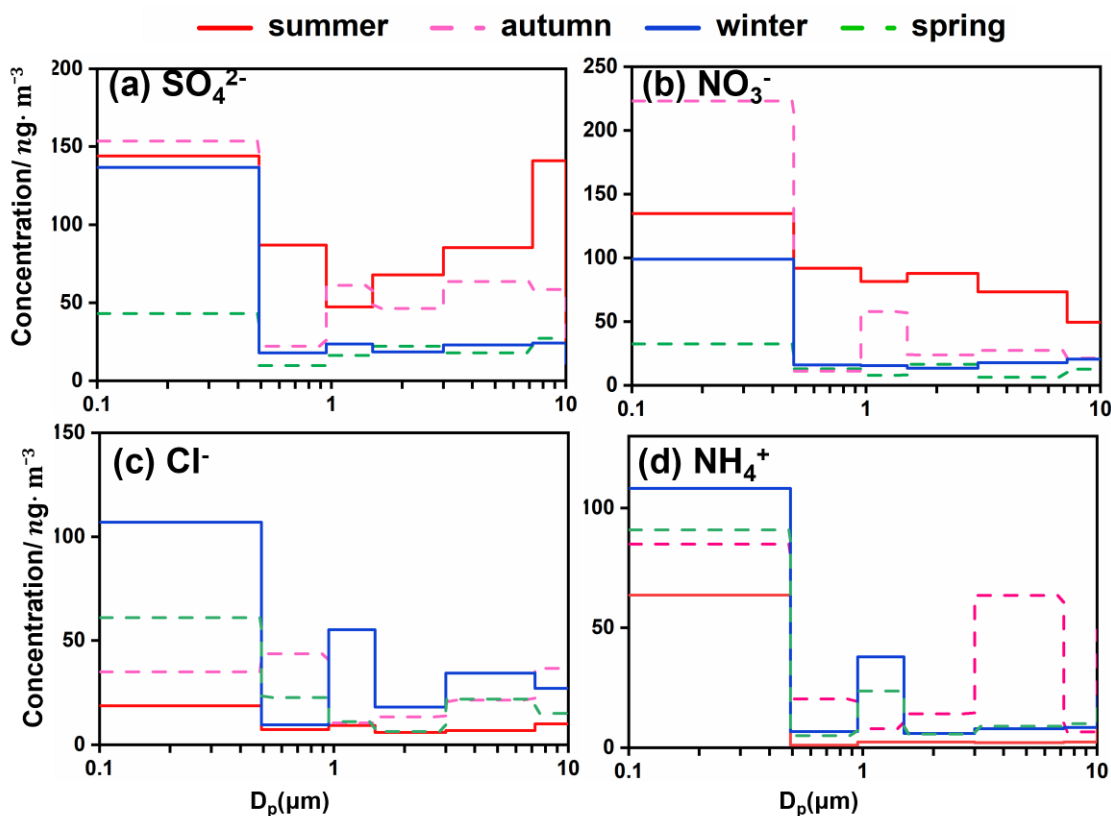 summer autumn winter spring
(a) SO₄²⁻
(b) NO₃⁻
Concentration/ ng· m⁻³
200
150
100
50
0
0.1 1 10
250
200
150
100
50
0
0.1 1 10
(c) Cl⁻
(d) NH₄⁺
Concentration/ ng· m⁻³
150
100
50
0
0.1 1 10
100
50
0
0.1 1 10
Dₚ(μm)
Dₚ(μm)